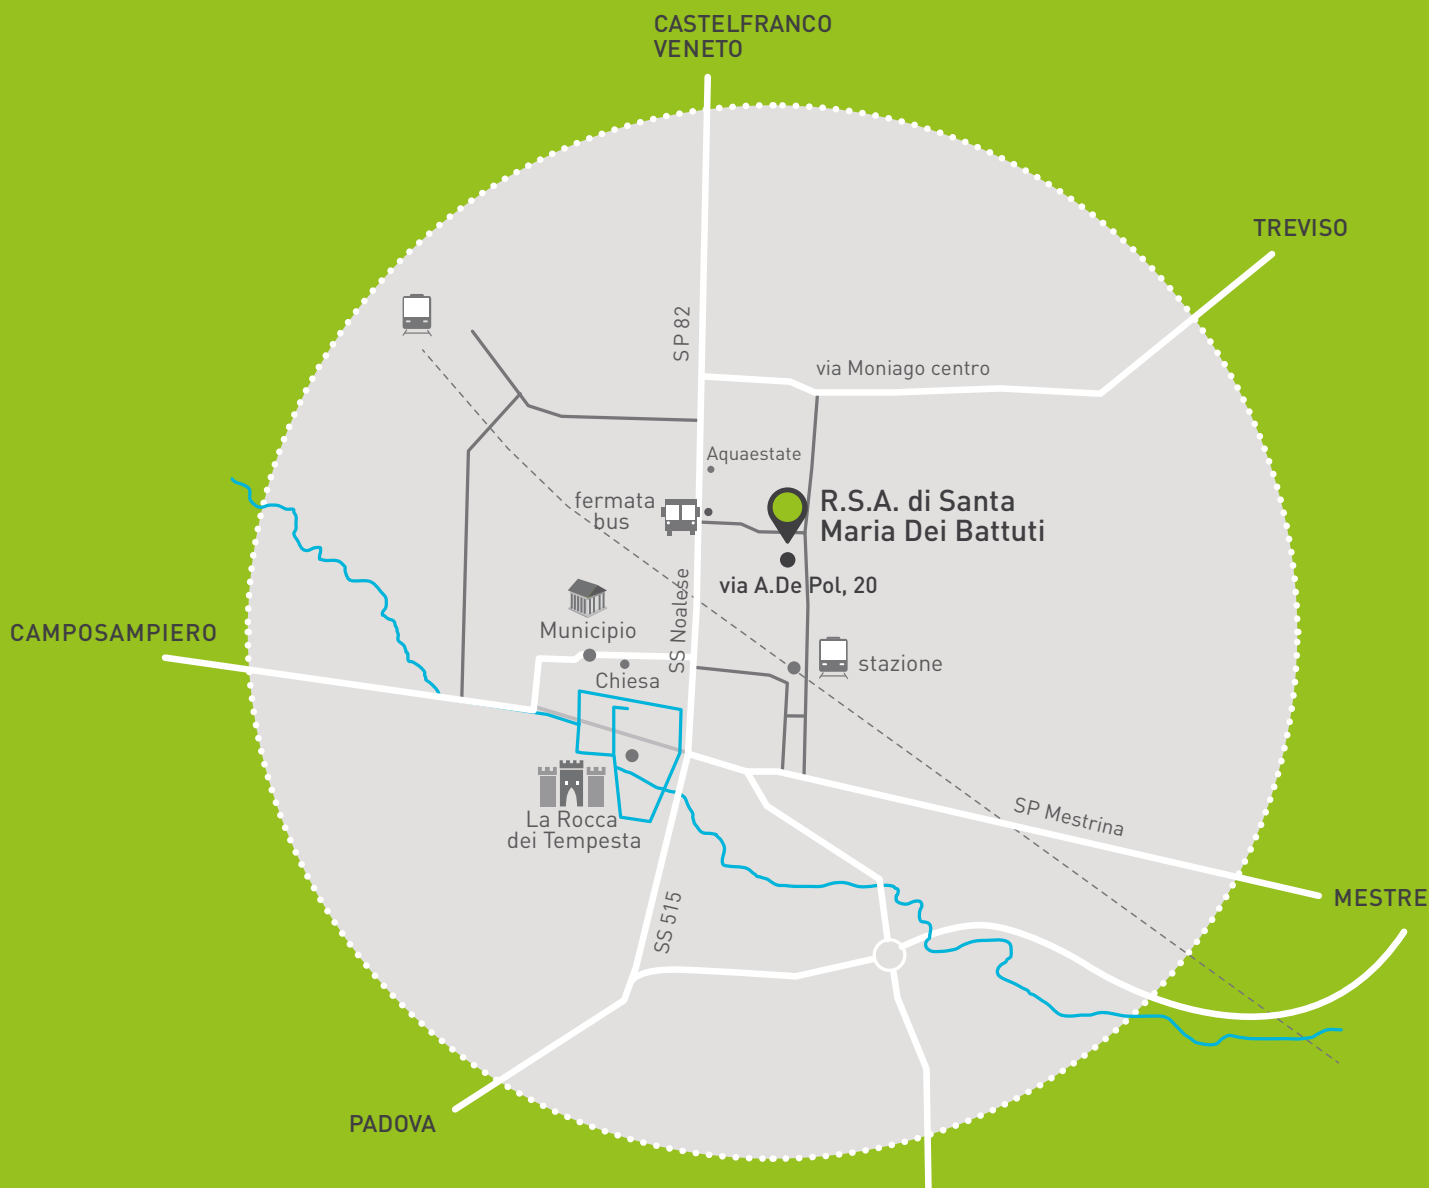 CASTELFRANCO
VENETO
TREVISO
SP 82
via Moniago centro
Aquaestate
fermata
bus
R.S.A. di Santa
Maria Dei Battuti
via A.De Pol, 20
SS Noalese
CAMPOSAMPIERO
Municipio
Chiesa
stazione
La Rocca
dei Tempesta
SP Mestrina
SS 515
MESTRE
PADOVA